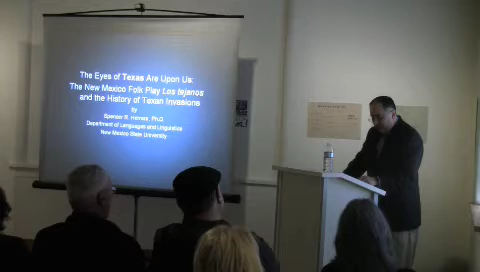 The Eyes of Texas Are Upon Us:
The New Mexico Folk Play Los tejanos
and the History of Texan Invasions
by
Spencer R. Herrera, Ph.D.
Department of Languages and Linguistics
New Mexico State University